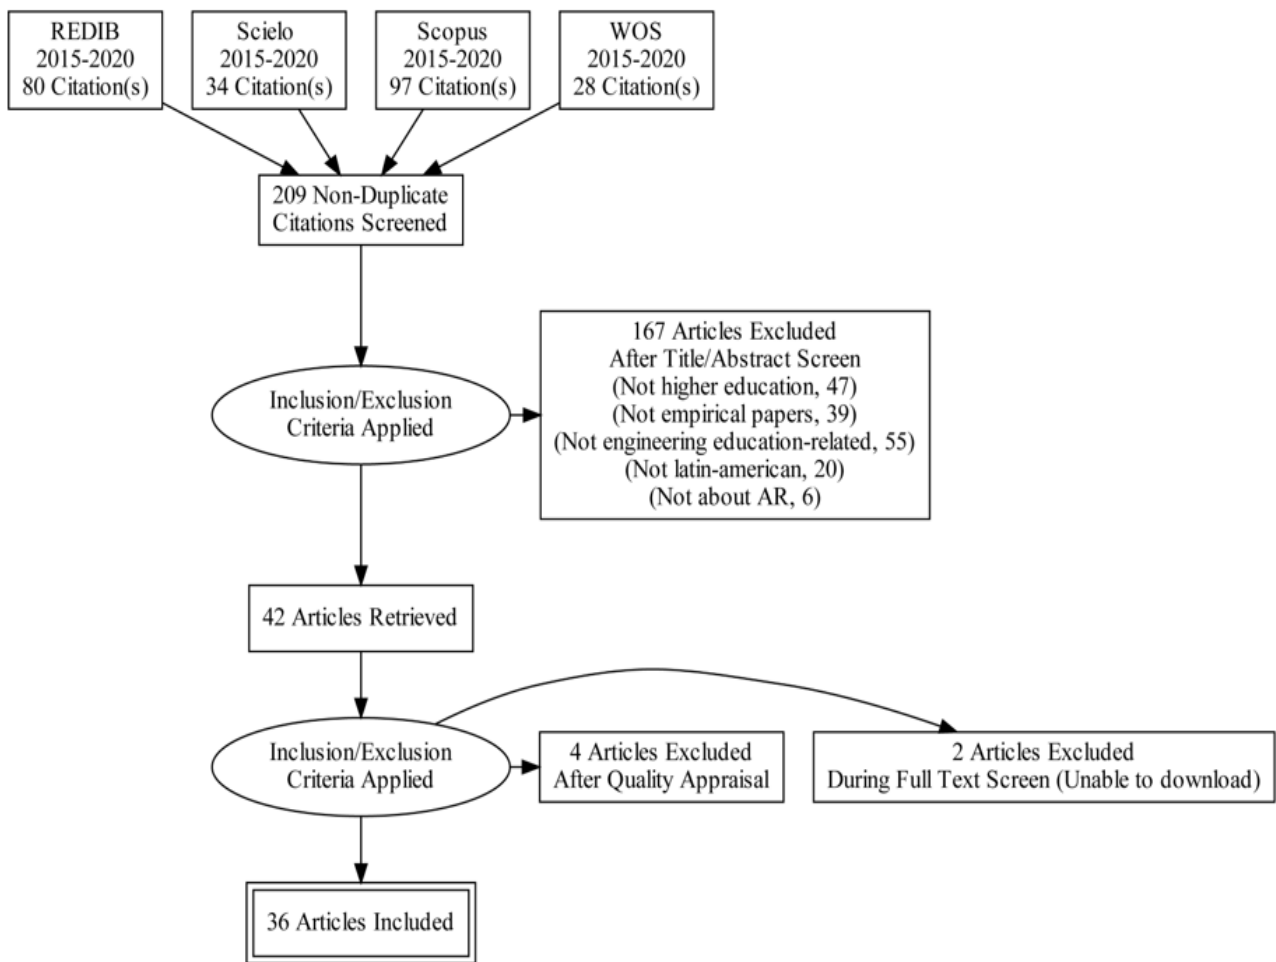 REDIB
2015-2020
80 Citation(s)
Scielo
2015-2020
34 Citation(s)
Scopus
2015-2020
97 Citation(s)
WOS
2015-2020
28 Citation(s)
209 Non-Duplicate
Citations Screened
Inclusion/Exclusion
Criteria Applied
167 Articles Excluded
After Title/Abstract Screen
(Not higher education, 47)
(Not empirical papers, 39)
(Not engineering education-related, 55)
(Not latin-american, 20)
(Not about AR, 6)
42 Articles Retrieved
Inclusion/Exclusion
Criteria Applied
4 Articles Excluded
After Quality Appraisal
2 Articles Excluded
During Full Text Screen (Unable to download)
36 Articles Included